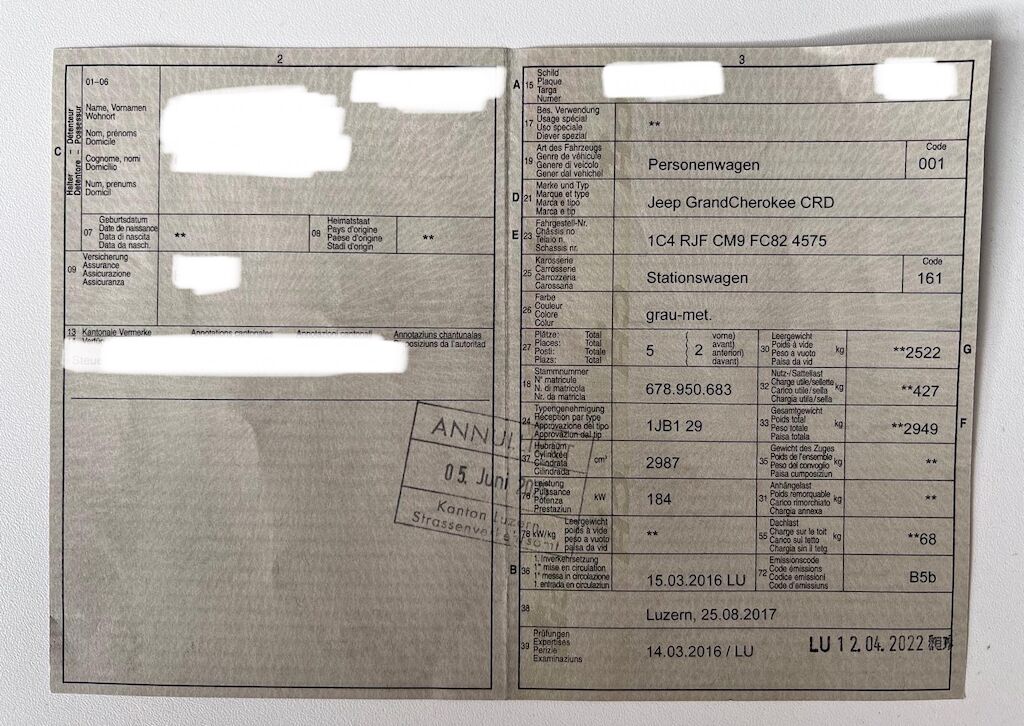 2
01–06
Halter – Détenteur
Detentore – Possessur
C
Name, Vornamen
Wohnort
Nom, prénoms
Domicile
Cognome, nomi
Domicilio
Num, prenums
Domicil
07
Geburtsdatum
Date de naissance
Data di nascita
Data da nasch.
**
08
Heimatstaat
Pays d'origine
Paese d'origine
Stadi d'origin
**
09
Versicherung
Assurance
Assicurazione
Assicuranza
13 Kantonale Vermerke Annotations cantonales Annotazioni cantonali Annotaziuns chantunalas
posiziuns da l'autoritad
ANNUL
05. Juni
Kanton Luzern
3
A 15
Schild
Plaque
Targa
Numer
17
Bes. Verwendung
Usage spécial
Uso speciale
Diever spezial
**
19
Art des Fahrzeugs
Genre de véhicule
Genere di veicolo
Gener dal vehichel
Personenwagen
Code
001
D 21
Marke und Typ
Marque et type
Marca e tipo
Marca e tip
Jeep GrandCherokee CRD
E 23
Fahrgestell-Nr.
Châssis no
Telaio n.
Schassis nr.
1C4 RJF CM9 FC82 4575
25
Karosserie
Carrosserie
Carrozzeria
Carossaria
Stationswagen
Code
161
26
Farbe
Couleur
Colore
Colur
grau-met.
27
Plätze: Total
Places: Total
Posti: Totale
Plazs: Total
5
2
vorne)
avant)
anteriori)
davant)
30
Leergewicht
Poids à vide
Peso a vuoto
Paisa da vid
kg
**2522
G
18
Stammnummer
N° matricule
N. di matricola
Nr. da matricla
678.950.683
32
Nutz-/Sattellast
Charge utile/sellette
Carico utile/sella
Chargia utila/sella
kg
**427
24
Typengenehmigung
Réception par type
Approvazione del tipo
Approvaziun dal tip
1JB1 29
33
Gesamtgewicht
Poids total
Peso totale
Paisa totala
kg
**2949
F
37
Hubraum
Cylindrée
Cilindrata
Cilindrada
cm³
2987
35
Gewicht des Zuges
Poids de l'ensemble
Peso del convoglio
Paisa cumposiziun
kg
**
76
Leistung
Puissance
Potenza
Prestaziun
kW
184
31
Anhängelast
Poids remorquable
Carico rimorchiato
Chargia annexa
kg
**
78 kW/kg
Leergewicht
poids à vide
peso a vuoto
paisa da vid
**
55
Dachlast
Charge sur le toit
Carico sul tetto
Chargia sin il tetg
kg
**68
B 36
1. Inverkehrsetzung
1re mise en circulation
1a messa in circolazione
1. entrada en circulaziun
15.03.2016 LU
72
Emissionscode
Code émissions
Codice emissioni
Code d'emissiuns
B5b
38
Luzern, 25.08.2017
39
Prüfungen
Expertises
Perizie
Examinaziuns
14.03.2016 / LU
LU 12.04.2022